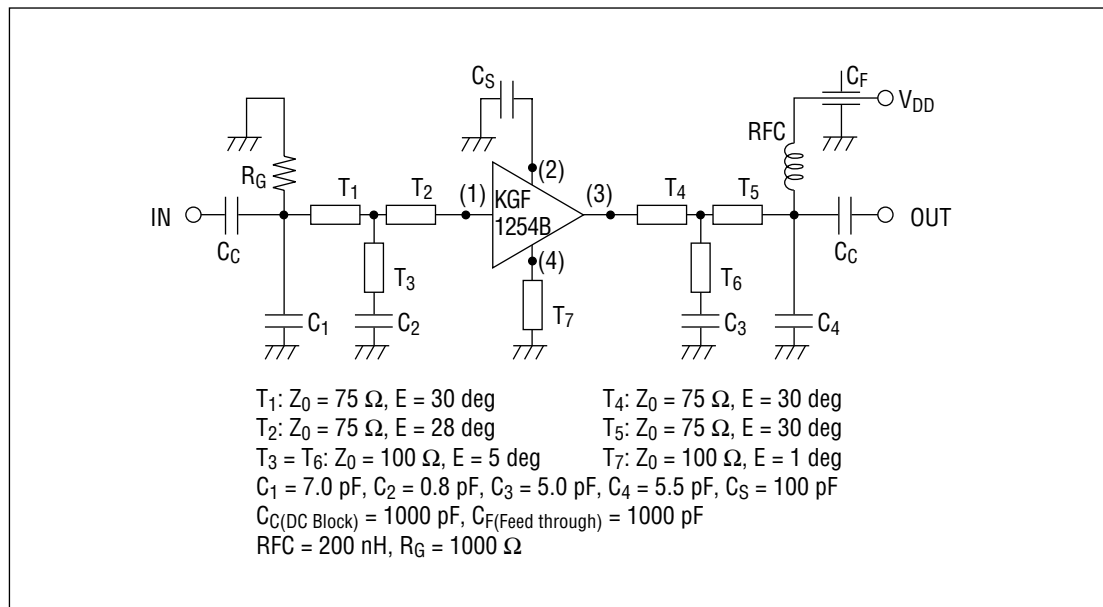 C_S
C_F
V_DD
RFC
R_G
(2)
T_1
T_2
(1)
KGF
1254B
(3)
T_4
T_5
IN
OUT
C_C
C_C
(4)
T_3
T_6
T_7
C_1
C_2
C_3
C_4
T_1: Z_0 = 75 Ω, E = 30 deg
T_4: Z_0 = 75 Ω, E = 30 deg
T_2: Z_0 = 75 Ω, E = 28 deg
T_5: Z_0 = 75 Ω, E = 30 deg
T_3 = T_6: Z_0 = 100 Ω, E = 5 deg
T_7: Z_0 = 100 Ω, E = 1 deg
C_1 = 7.0 pF, C_2 = 0.8 pF, C_3 = 5.0 pF, C_4 = 5.5 pF, C_S = 100 pF
C_C(DC Block) = 1000 pF, C_F(Feed through) = 1000 pF
RFC = 200 nH, R_G = 1000 Ω